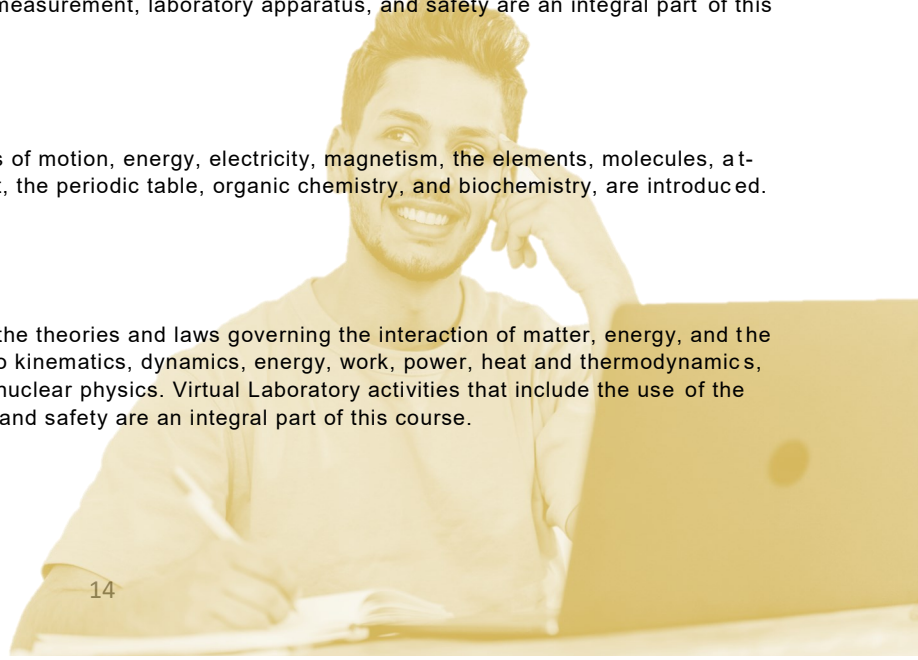 measurement, laboratory apparatus, and safety are an integral part of this
s of motion, energy, electricity, magnetism, the elements, molecules, at-
t, the periodic table, organic chemistry, and biochemistry, are introduced.
the theories and laws governing the interaction of matter, energy, and the
o kinematics, dynamics, energy, work, power, heat and thermodynamics,
nuclear physics. Virtual Laboratory activities that include the use of the
and safety are an integral part of this course.
14